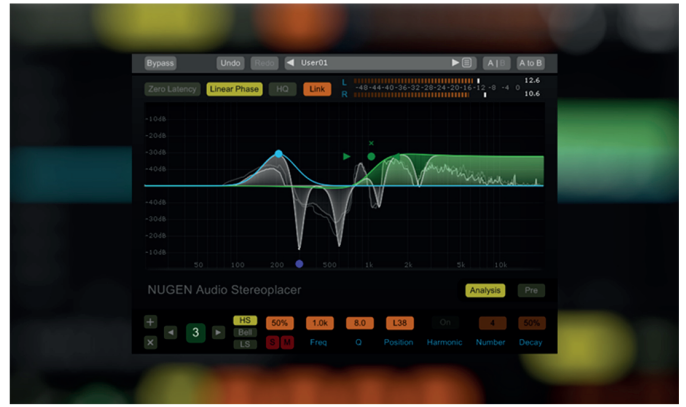 Bypass Undo Redo User01 A | B A to B
Zero Latency Linear Phase HQ Link L -48-44-40-36-32-28-24-20-16-12 -8 -4 0 12.6
R 10.6
-10dB
-20dB
-30dB
-40dB
-40dB
-30dB
-20dB
-10dB
50 100 200 500 1k 2k 5k 10k
NUGEN Audio Stereoplacer Analysis Pre
HS
3 Bell 50% 1.0k 8.0 L38 On 4 50%
LS S M Freq Q Position Harmonic Number Decay